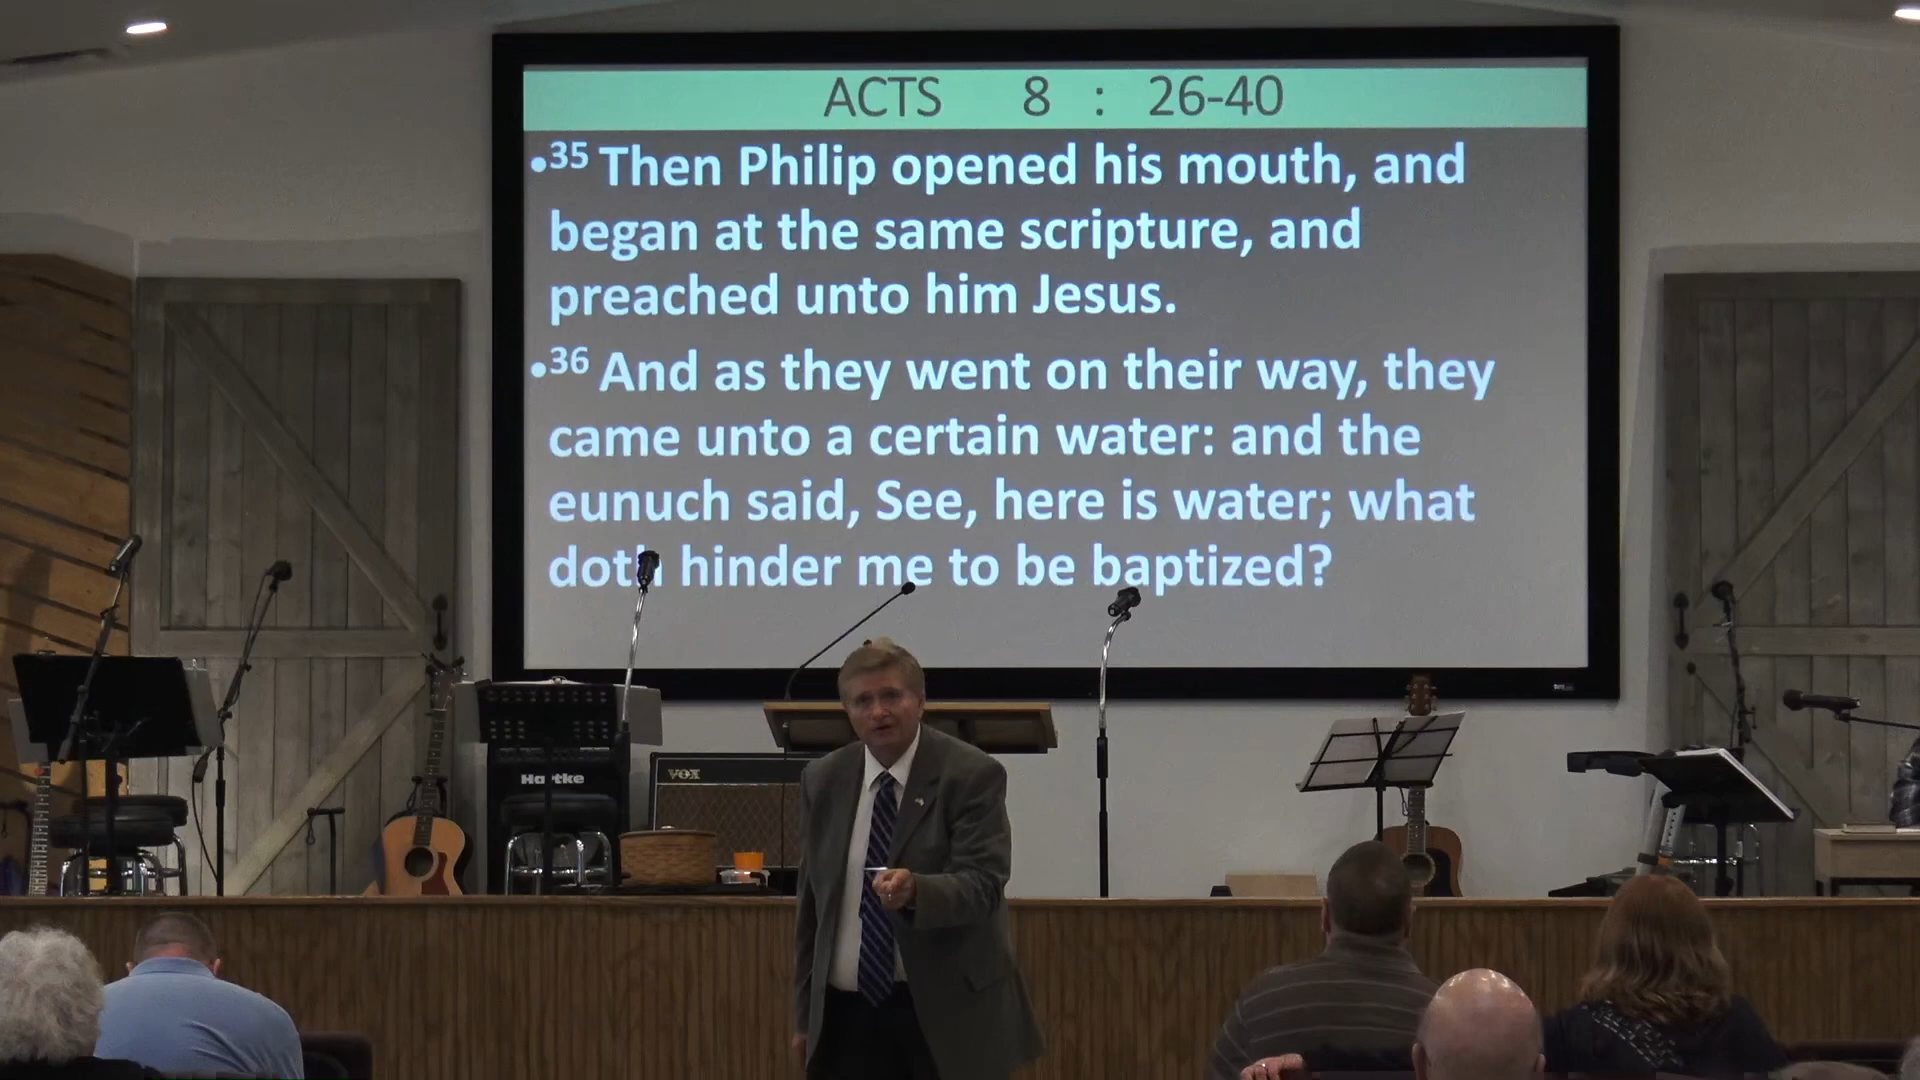 ACTS 8 : 26-40
•35 Then Philip opened his mouth, and
began at the same scripture, and
preached unto him Jesus.
•36 And as they went on their way, they
came unto a certain water: and the
eunuch said, See, here is water; what
doth hinder me to be baptized?
Hartke
VOX